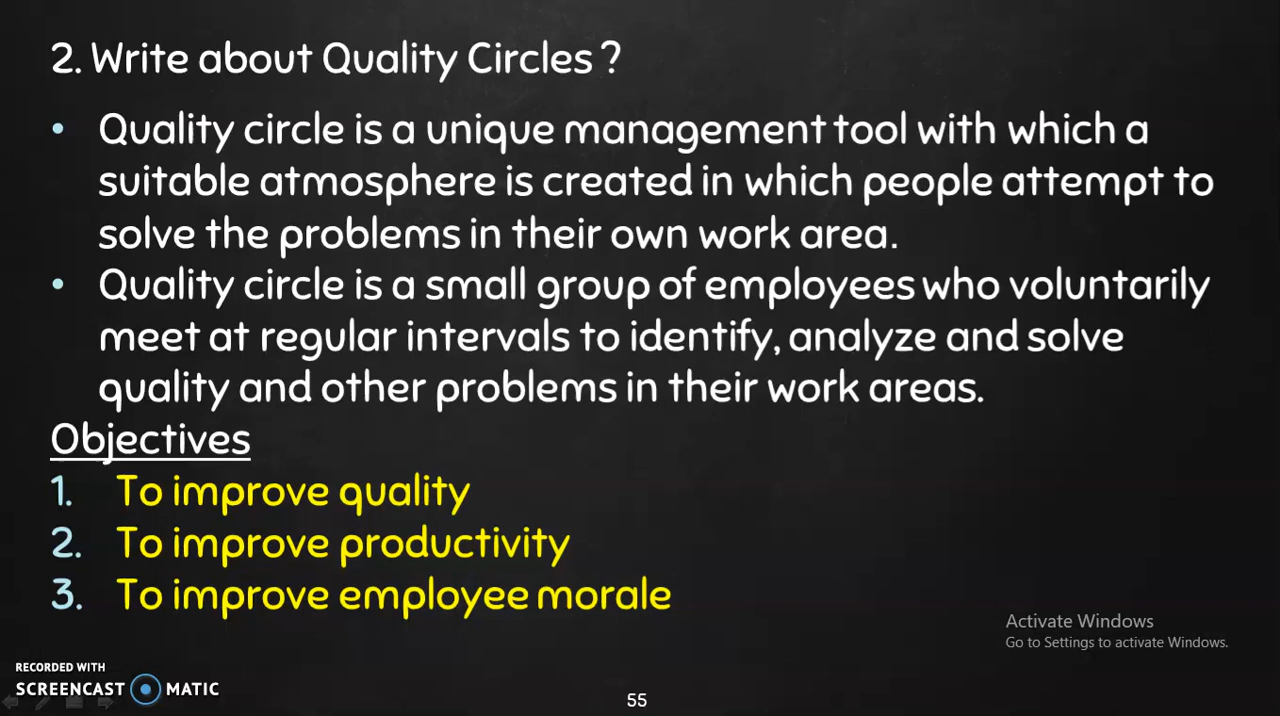 2. Write about Quality Circles ?
• Quality circle is a unique management tool with which a
suitable atmosphere is created in which people attempt to
solve the problems in their own work area.
• Quality circle is a small group of employees who voluntarily
meet at regular intervals to identify, analyze and solve
quality and other problems in their work areas.
Objectives
1. To improve quality
2. To improve productivity
3. To improve employee morale
Activate Windows
Go to Settings to activate Windows.
RECORDED WITH
SCREENCAST MATIC
55